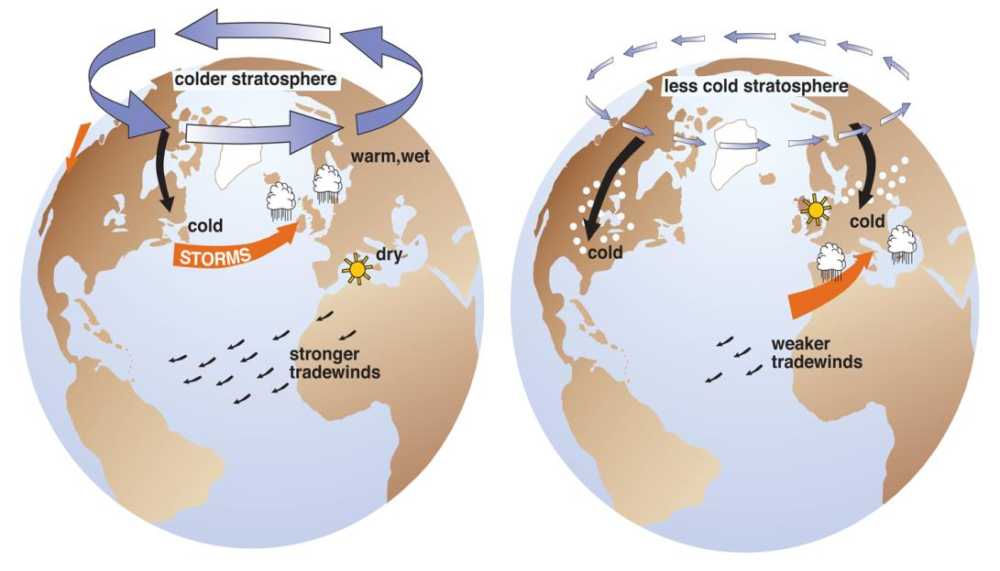 colder stratosphere
warm,wet
cold
STORMS
dry
stronger
tradewinds
less cold stratosphere
cold
cold
weaker
tradewinds